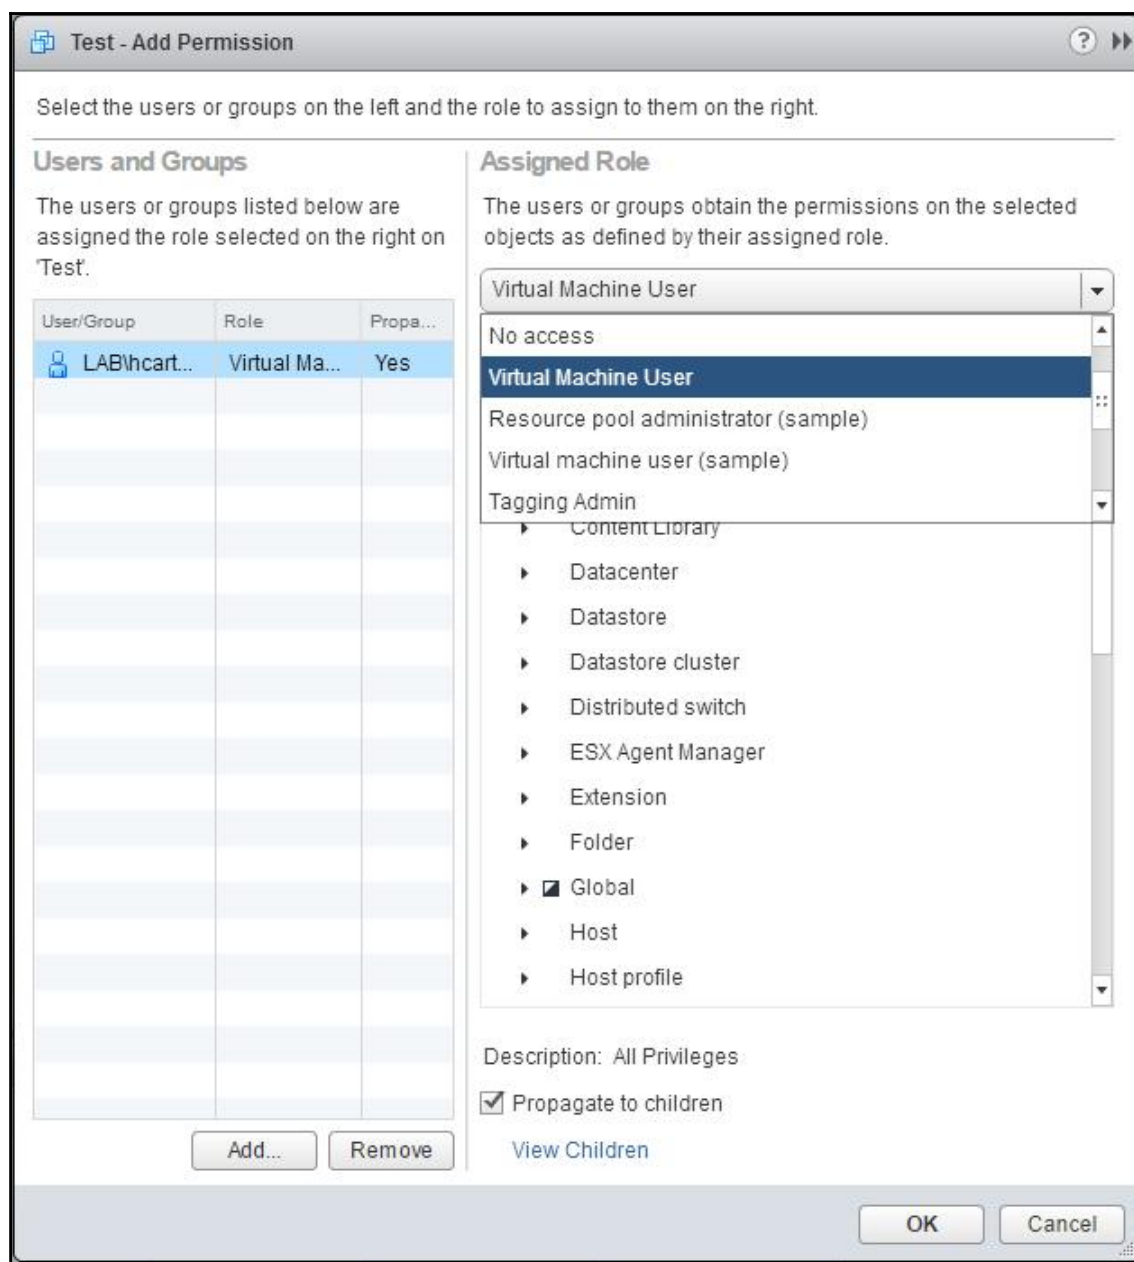 Test - Add Permission
?
Select the users or groups on the left and the role to assign to them on the right.
Users and Groups
The users or groups listed below are
assigned the role selected on the right on
'Test'.
User/Group Role Propa...
LAB\hcart... Virtual Ma... Yes
Add... Remove
Assigned Role
The users or groups obtain the permissions on the selected
objects as defined by their assigned role.
Virtual Machine User
No access
Virtual Machine User
Resource pool administrator (sample)
Virtual machine user (sample)
Tagging Admin
Content Library
Datacenter
Datastore
Datastore cluster
Distributed switch
ESX Agent Manager
Extension
Folder
Global
Host
Host profile
Description: All Privileges
Propagate to children
View Children
OK Cancel